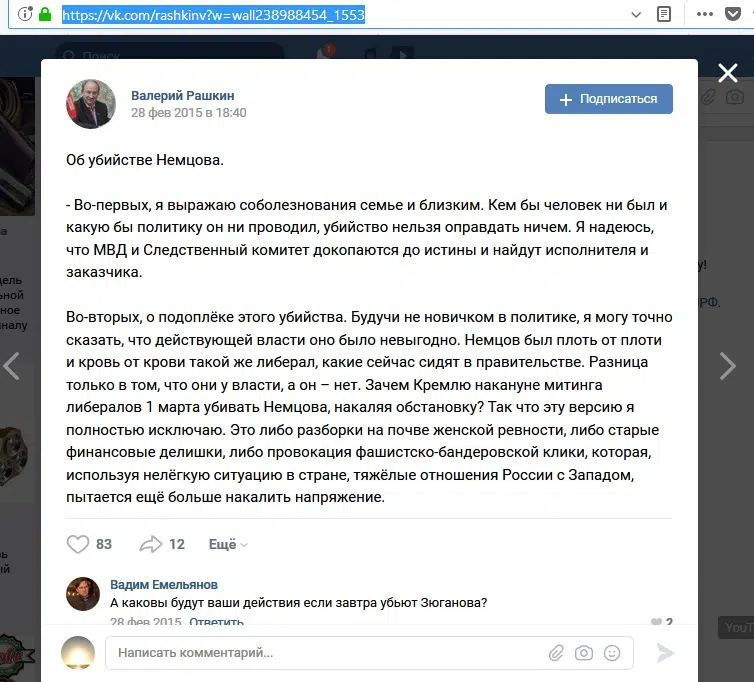 https://vk.com/rashkinv?w=wall238988454_1553
Поиск
1
Валерий Рашкин
28 фев 2015 в 18:40
Подписаться
Об убийстве Немцова.
- Во-первых, я выражаю соболезнования семье и близким. Кем бы человек ни был и
какую бы политику он ни проводил, убийство нельзя оправдать ничем. Я надеюсь,
что МВД и Следственный комитет докопаются до истины и найдут исполнителя и
заказчика.
Во-вторых, о подоплёке этого убийства. Будучи не новичком в политике, я могу точно
сказать, что действующей власти оно было невыгодно. Немцов был плоть от плоти
и кровь от крови такой же либерал, какие сейчас сидят в правительстве. Разница
только в том, что они у власти, а он – нет. Зачем Кремлю накануне митинга
либералов 1 марта убивать Немцова, накаляя обстановку? Так что эту версию я
полностью исключаю. Это либо разборки на почве женской ревности, либо старые
финансовые делишки, либо провокация фашистско-бандеровской клики, которая,
используя нелёгкую ситуацию в стране, тяжёлые отношения России с Западом,
пытается ещё больше накалить напряжение.
83
12
Ещё
Вадим Емельянов
А каковы будут ваши действия если завтра убьют Зюганова?
28 фев 2015 Ответить
2
Написать комментарий...
YouT